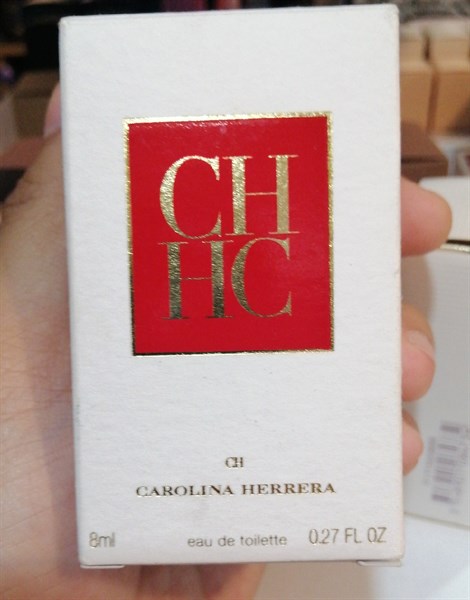 CH
HC
CH
CAROLINA HERRERA
8ml eau de toilette 0.27 FL OZ